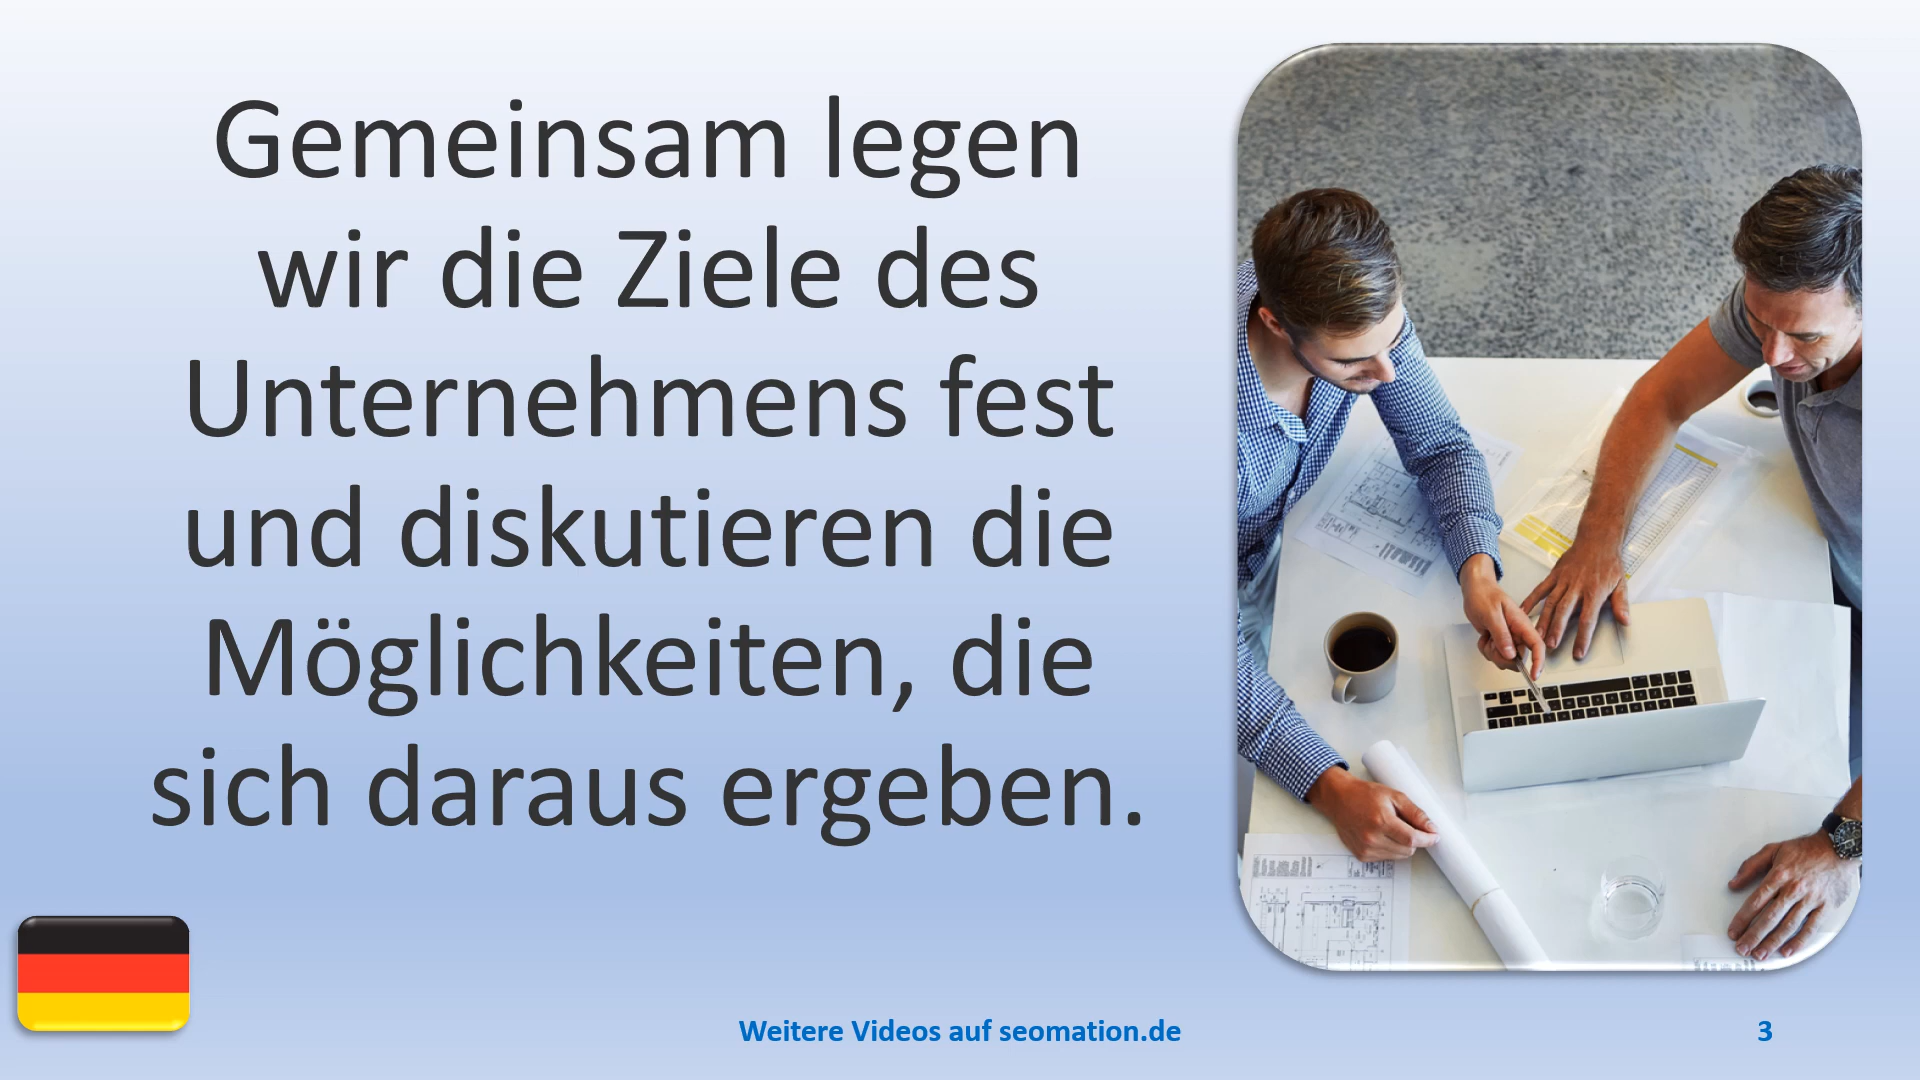 Gemeinsam legen
wir die Ziele des
Unternehmens fest
und diskutieren die
Möglichkeiten, die
sich daraus ergeben.
Weitere Videos auf seomation.de
3